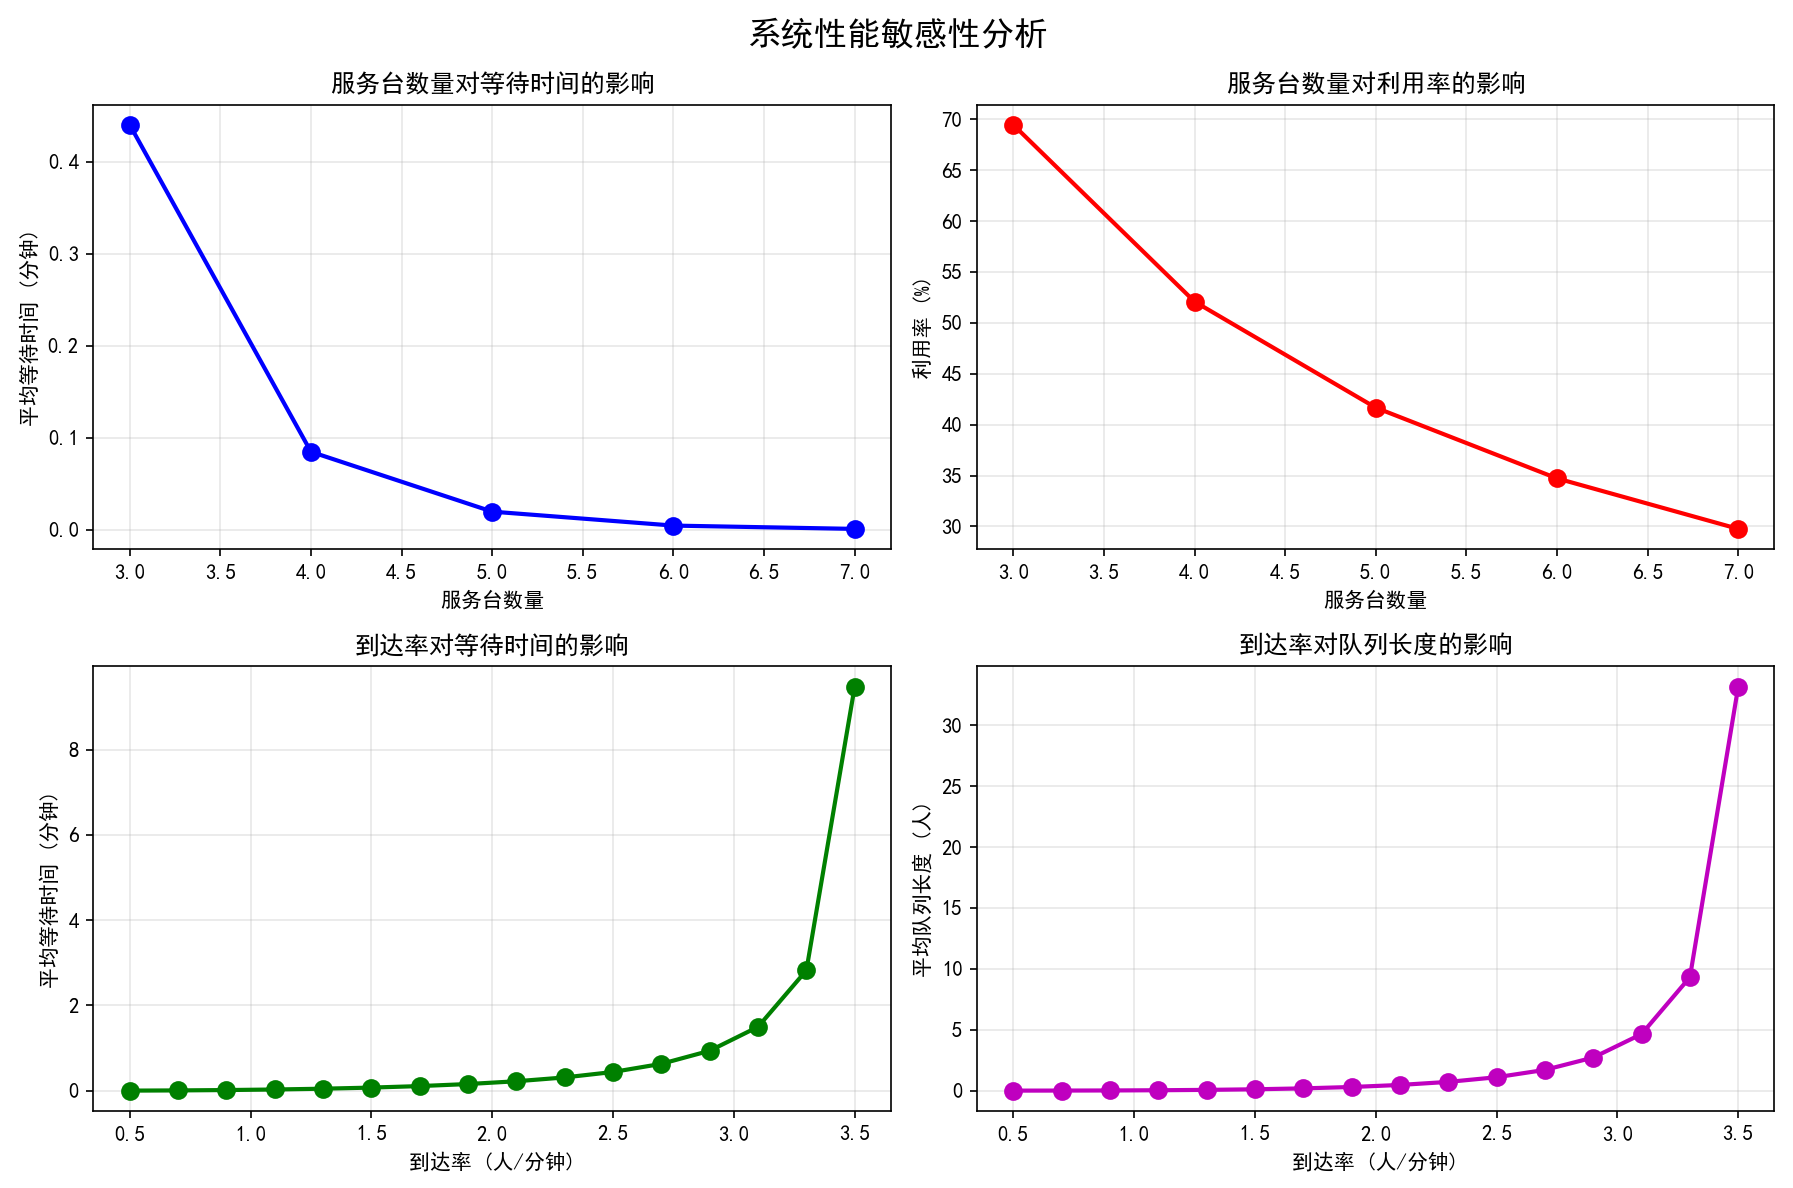 系统性能敏感性分析
服务台数量对等待时间的影响
平均等待时间 (分钟)
0.4
0.3
0.2
0.1
0.0
3.0 3.5 4.0 4.5 5.0 5.5 6.0 6.5 7.0
服务台数量
服务台数量对利用率的影响
利用率 (%)
70
65
60
55
50
45
40
35
30
3.0 3.5 4.0 4.5 5.0 5.5 6.0 6.5 7.0
服务台数量
到达率对等待时间的影响
平均等待时间 (分钟)
8
6
4
2
0
0.5 1.0 1.5 2.0 2.5 3.0 3.5
到达率 (人/分钟)
到达率对队列长度的影响
平均队列长度 (人)
30
25
20
15
10
5
0
0.5 1.0 1.5 2.0 2.5 3.0 3.5
到达率 (人/分钟)